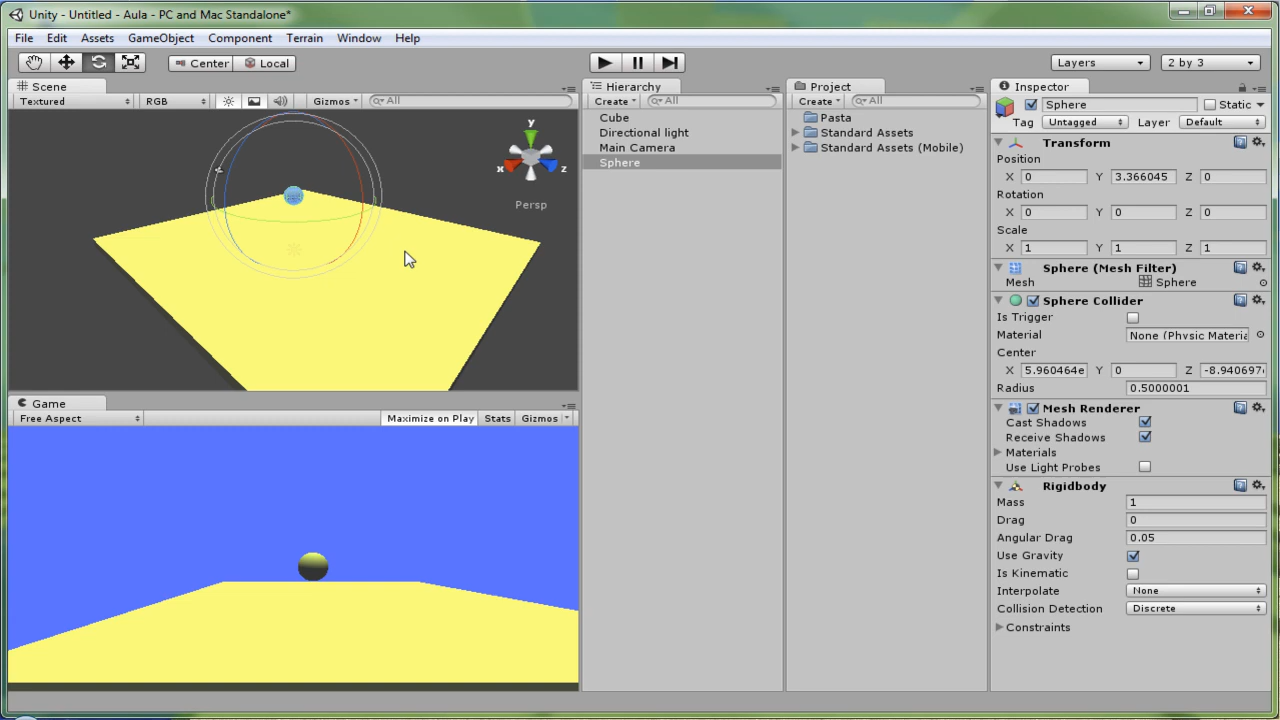 Unity - Untitled - Aula - PC and Mac Standalone*
File Edit Assets GameObject Component Terrain Window Help
Center Local Layers 2 by 3
Scene
Textured RGB Gizmos All
y
x z
Persp
Game
Free Aspect Maximize on Play Stats Gizmos
Hierarchy
Create All
Cube
Directional light
Main Camera
Sphere
Project
Create All
Pasta
Standard Assets
Standard Assets (Mobile)
Inspector
Sphere Static
Tag Untagged Layer Default
Transform
Position
X 0 Y 3.366045 Z 0
Rotation
X 0 Y 0 Z 0
Scale
X 1 Y 1 Z 1
Sphere (Mesh Filter)
Mesh Sphere
Sphere Collider
Is Trigger
Material None (Physic Materia
Center
X 5.960464e Y 0 Z -8.940697
Radius 0.5000001
Mesh Renderer
Cast Shadows
Receive Shadows
Materials
Use Light Probes
Rigidbody
Mass 1
Drag 0
Angular Drag 0.05
Use Gravity
Is Kinematic
Interpolate None
Collision Detection Discrete
Constraints